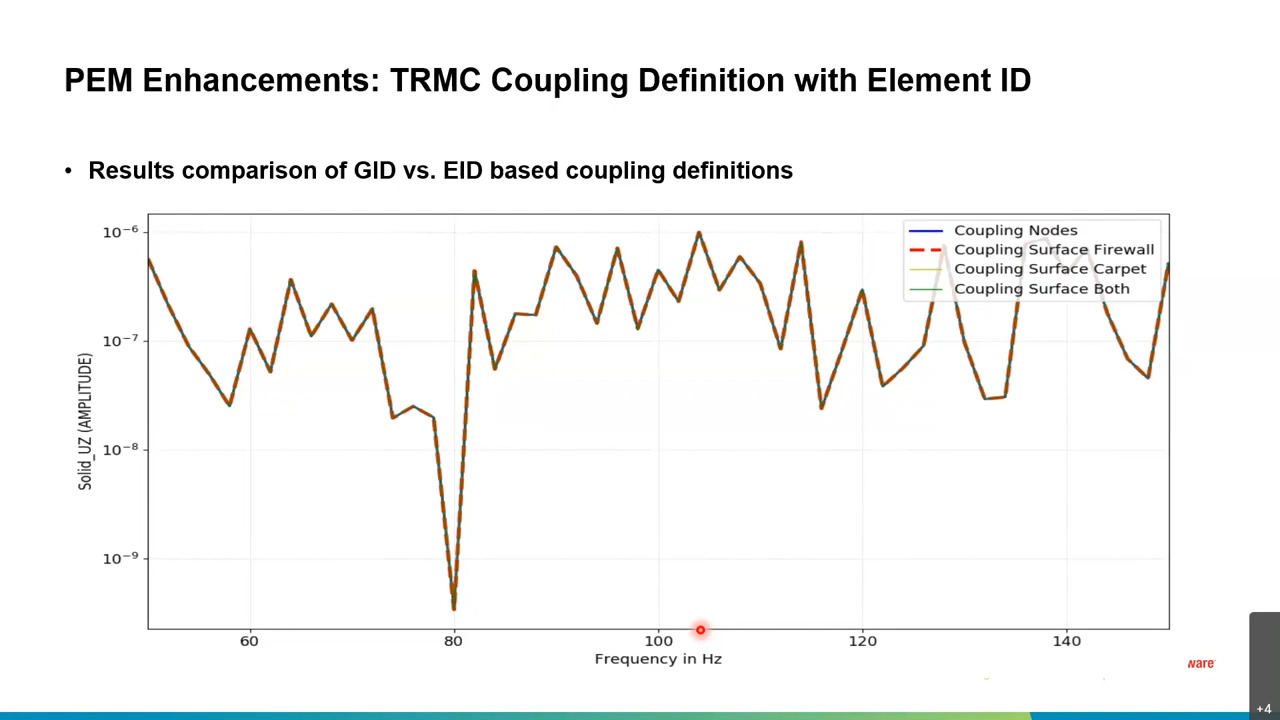 PEM Enhancements: TRMC Coupling Definition with Element ID
• Results comparison of GID vs. EID based coupling definitions
10⁻⁶
10⁻⁷
10⁻⁸
10⁻⁹
Solid_UZ (AMPLITUDE)
Coupling Nodes
Coupling Surface Firewall
Coupling Surface Carpet
Coupling Surface Both
60 80 100 120 140
Frequency in Hz
ware
+4